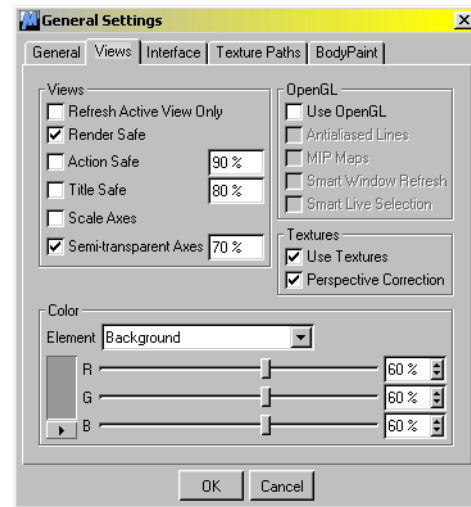 General Settings
General Views Interface Texture Paths BodyPaint
Views
Refresh Active View Only
Render Safe
Action Safe 90 %
Title Safe 80 %
Scale Axes
Semi-transparent Axes 70 %
OpenGL
Use OpenGL
Antialiased Lines
MIP Maps
Smart Window Refresh
Smart Live Selection
Textures
Use Textures
Perspective Correction
Color
Element Background
R 60 %
G 60 %
B 60 %
OK Cancel